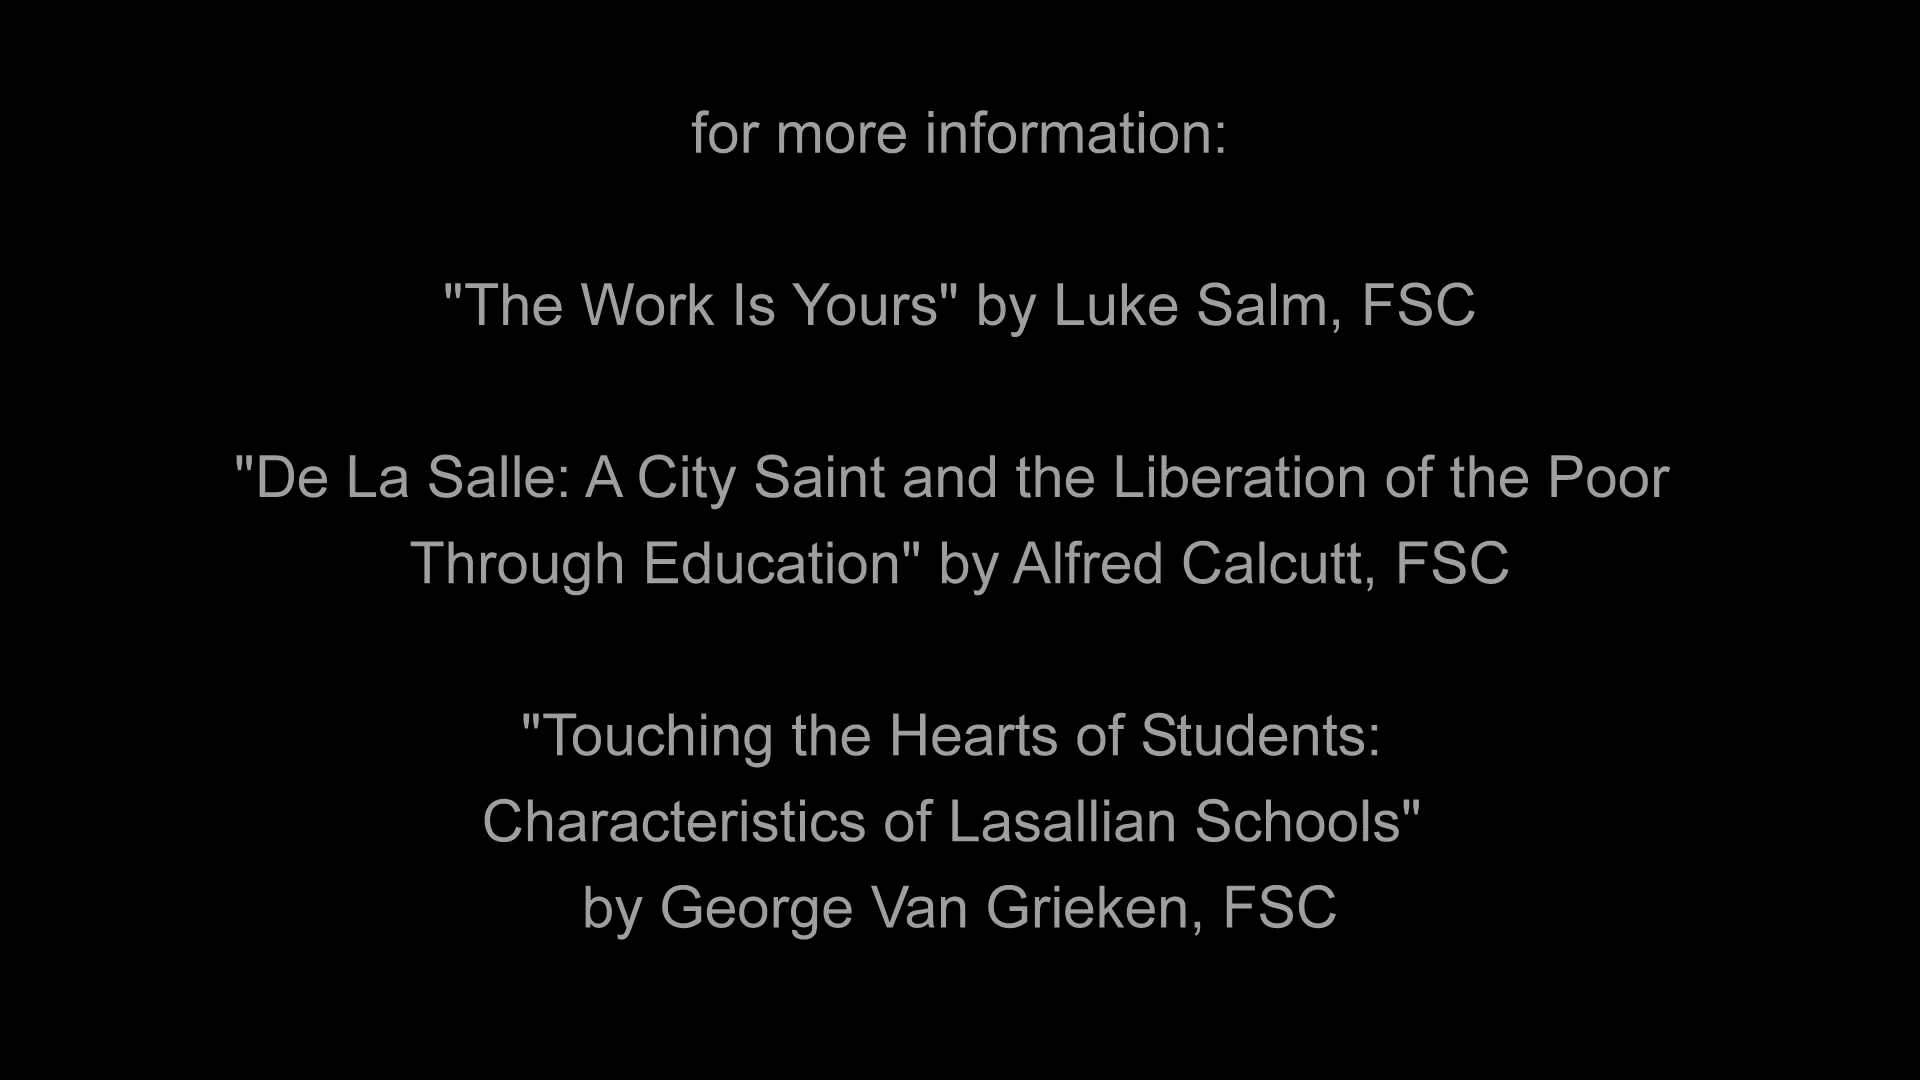 for more information:
"The Work Is Yours" by Luke Salm, FSC
"De La Salle: A City Saint and the Liberation of the Poor
Through Education" by Alfred Calcutt, FSC
"Touching the Hearts of Students:
Characteristics of Lasallian Schools"
by George Van Grieken, FSC